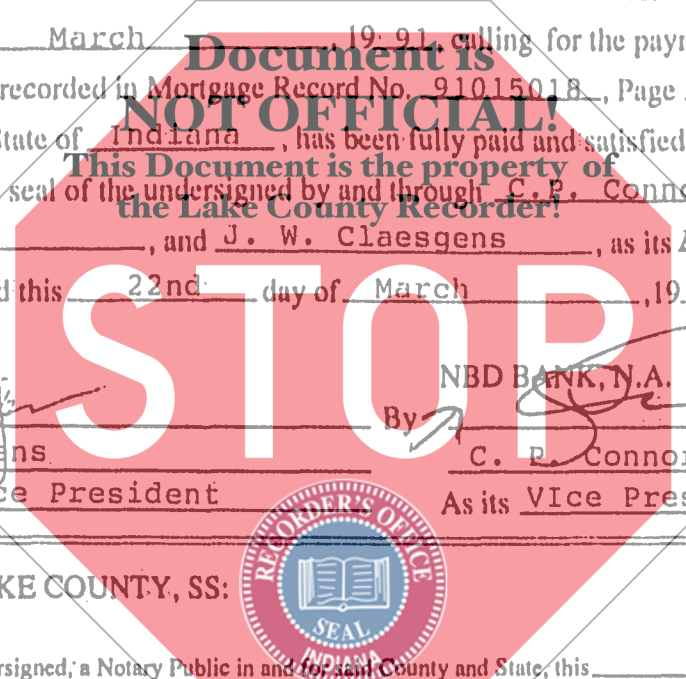 March , 19 91, calling for the payr
Document is
recorded in Mortgage Record No. 91015018, Page
NOT OFFICIAL!
tate of Indiana, has been fully paid and satisfied
This Document is the property of
seal of the undersigned by and through C.P. Conno
the Lake County Recorder!
, and J. W. Claesgens, as its A
d this 22nd day of March ,19
STOP
NBD BANK, N.A.
By
ens C. P. Connor
ce President As its VIce Pres
RECORDER'S OFFICE
KE COUNTY, SS:
SEAL
INDIANA
rsigned, a Notary Public in and for said County and State, this